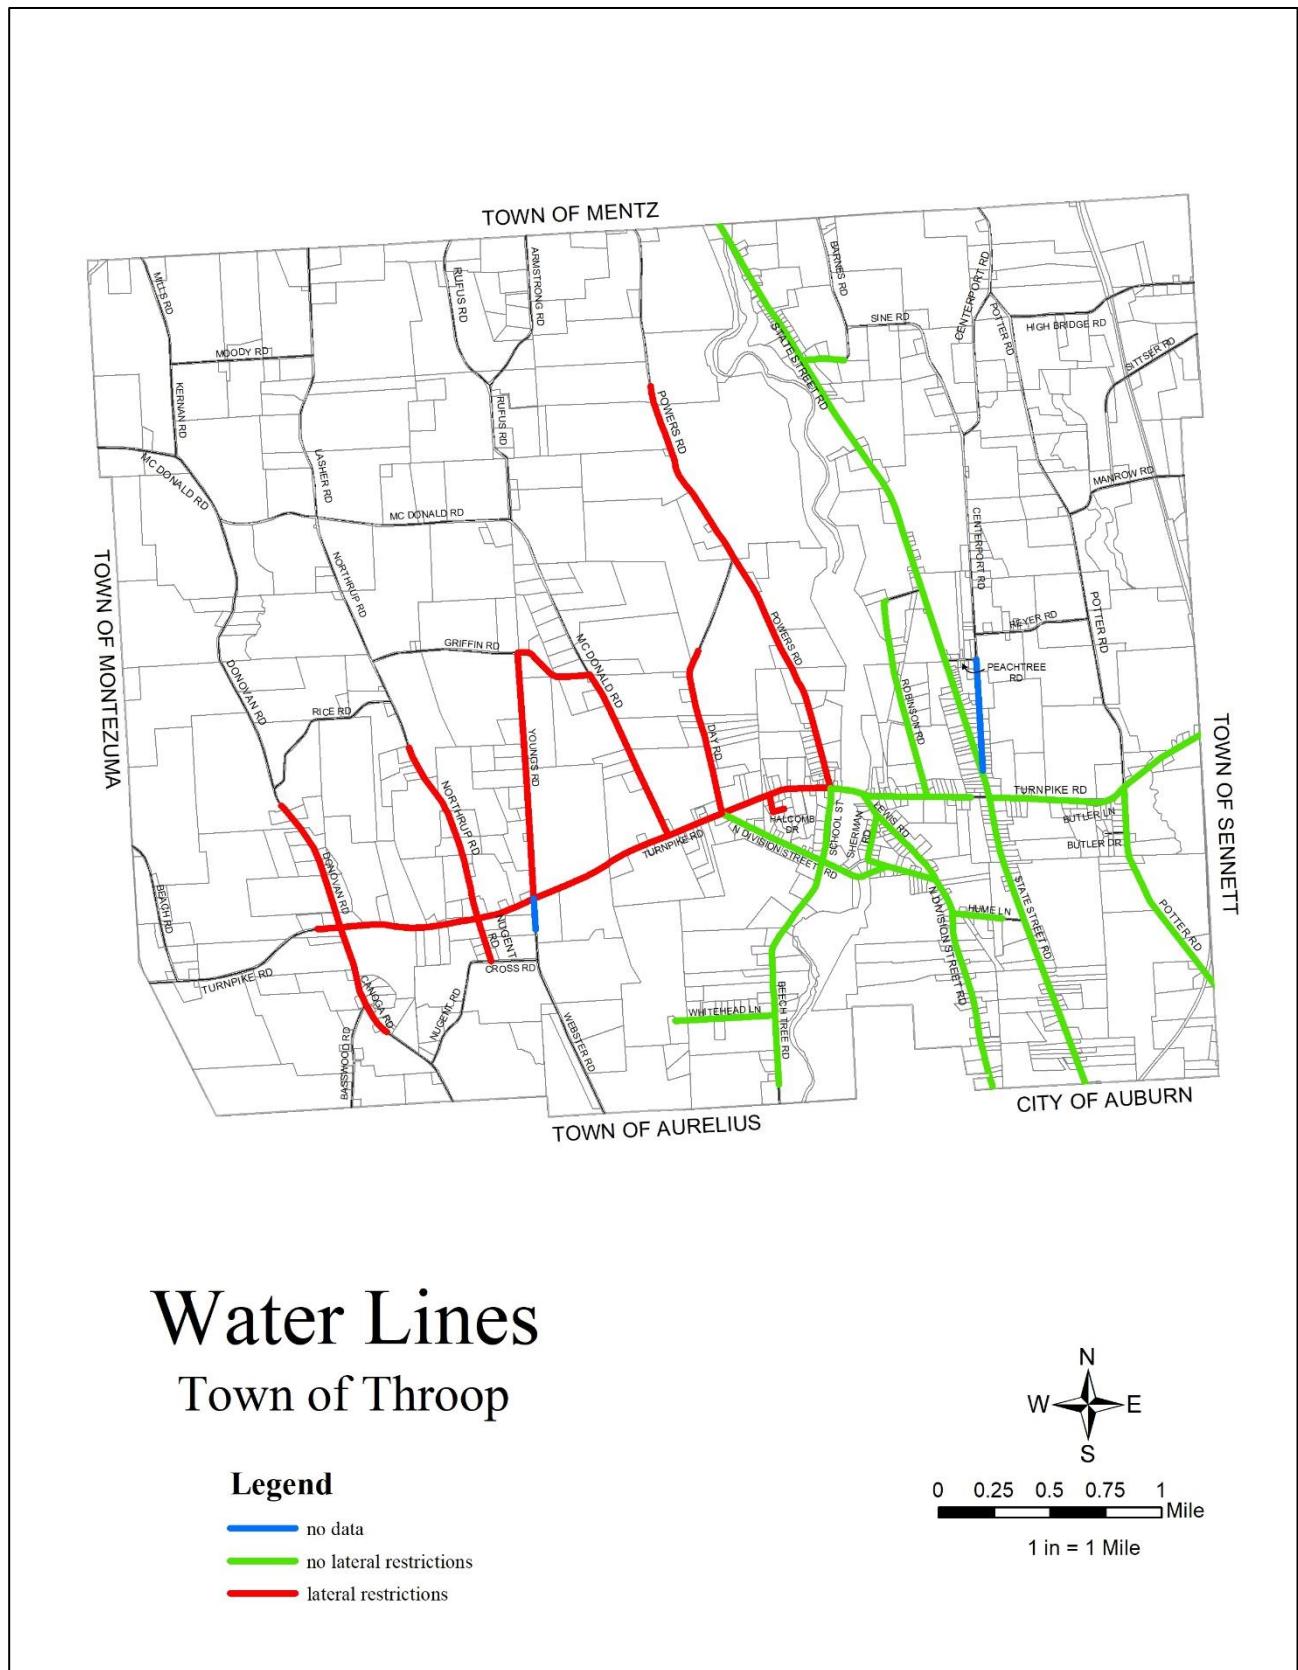 TOWN OF MENTZ
MILLS RD
RUFUS RD
ARMSTRONG RD
BARNES RD
CENTERPORT RD
POTTER RD
SINE RD
HIGH BRIDGE RD
SITTSER RD
MOODY RD
STATE STREET RD
KERNAN RD
RUFUS RD
POWERS RD
MC DONALD RD
LASHER RD
MANROW RD
MC DONALD RD
CENTERPORT RD
TOWN OF MONTEZUMA
NORTHRUP RD
POTTER RD
HEYER RD
POWERS RD
GRIFFIN RD
MC DONALD RD
PEACHTREE
RD
DONOVAN RD
ROBINSON RD
RICE RD
TOWN OF SENNETT
DAY RD
YOUNGS RD
NORTHRUP RD
TURNPIKE RD
BUTLER LN
HALCOMB
DR
SCHOOL ST
SHERMAN
RD
LEWIS RD
BUTLER DR
TURNPIKE RD
N DIVISION STREET RD
DONOVAN RD
BEACH RD
N DIVISION STREET RD
HUME LN
STATE STREET RD
POTTER RD
NUGENT
RD
CROSS RD
TURNPIKE RD
CANOGA RD
NUGENT RD
WHITEHEAD LN
BEECH TREE RD
BASSWOOD RD
WEBSTER RD
CITY OF AUBURN
TOWN OF AURELIUS
Water Lines
Town of Throop
Legend
no data
no lateral restrictions
lateral restrictions
N
W E
S
0 0.25 0.5 0.75 1
Mile
1 in = 1 Mile